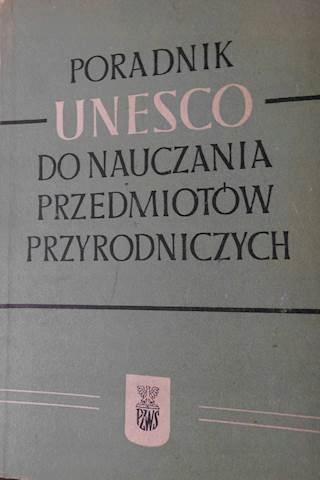 PORADNIK
UNESCO
DO NAUCZANIA
PRZEDMIOTÓW
PRZYRODNICZYCH
PZWS